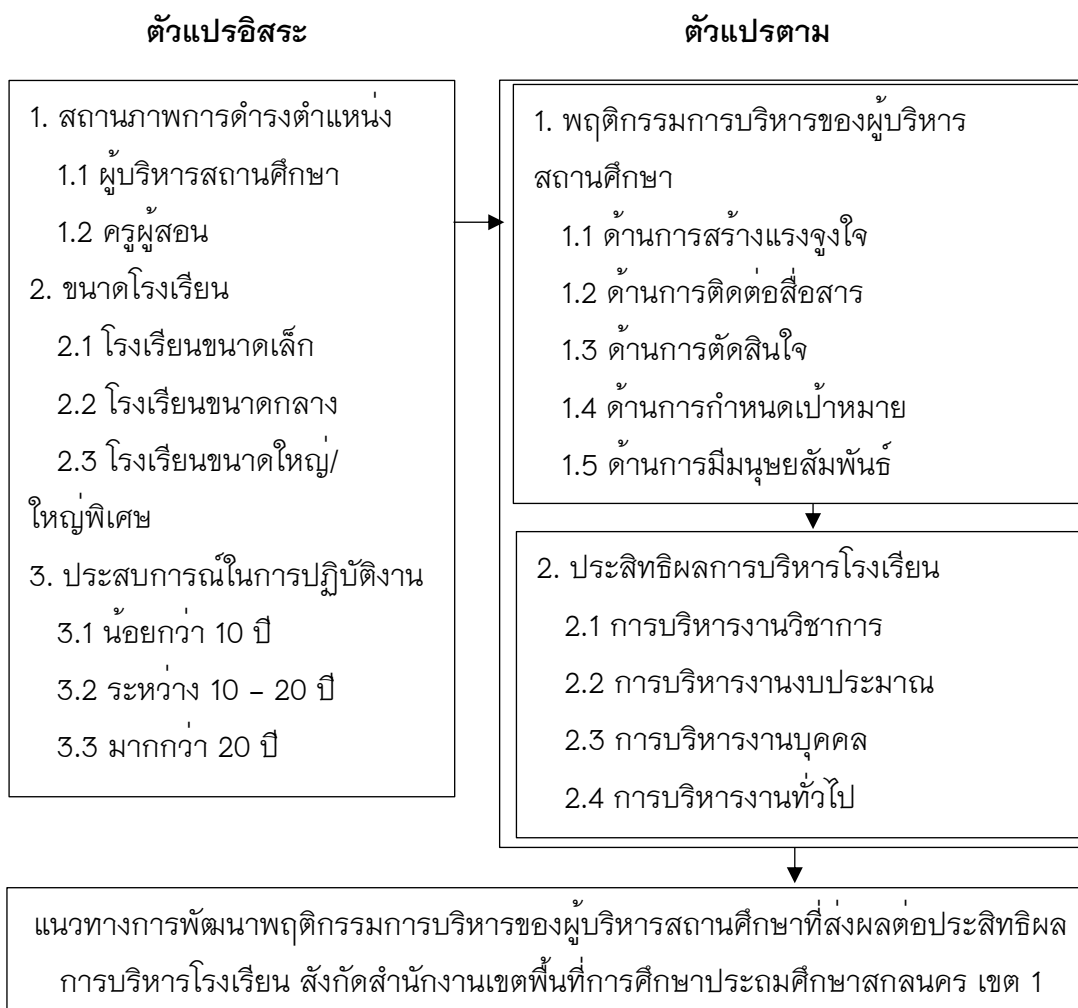 ตัวแปรอิสระ
1. สถานภาพการดำรงตำแหน่ง
1.1 ผู้บริหารสถานศึกษา
1.2 ครูผู้สอน
2. ขนาดโรงเรียน
2.1 โรงเรียนขนาดเล็ก
2.2 โรงเรียนขนาดกลาง
2.3 โรงเรียนขนาดใหญ่/
ใหญ่พิเศษ
3. ประสบการณ์ในการปฏิบัติงาน
3.1 น้อยกว่า 10 ปี
3.2 ระหว่าง 10 – 20 ปี
3.3 มากกว่า 20 ปี
ตัวแปรตาม
1. พฤติกรรมการบริหารของผู้บริหาร
สถานศึกษา
1.1 ด้านการสร้างแรงจูงใจ
1.2 ด้านการติดต่อสื่อสาร
1.3 ด้านการตัดสินใจ
1.4 ด้านการกำหนดเป้าหมาย
1.5 ด้านการมีมนุษยสัมพันธ์
2. ประสิทธิผลการบริหารโรงเรียน
2.1 การบริหารงานวิชาการ
2.2 การบริหารงานงบประมาณ
2.3 การบริหารงานบุคคล
2.4 การบริหารงานทั่วไป
แนวทางการพัฒนาพฤติกรรมการบริหารของผู้บริหารสถานศึกษาที่ส่งผลต่อประสิทธิผล
การบริหารโรงเรียน สังกัดสำนักงานเขตพื้นที่การศึกษาประถมศึกษาสกลนคร เขต 1